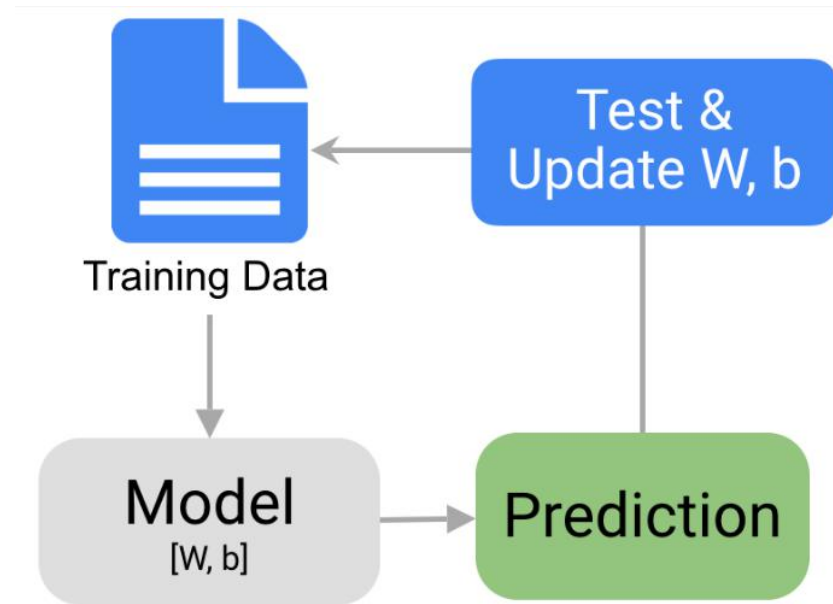 Test &
Update W, b
Training Data
Model
[W, b]
Prediction